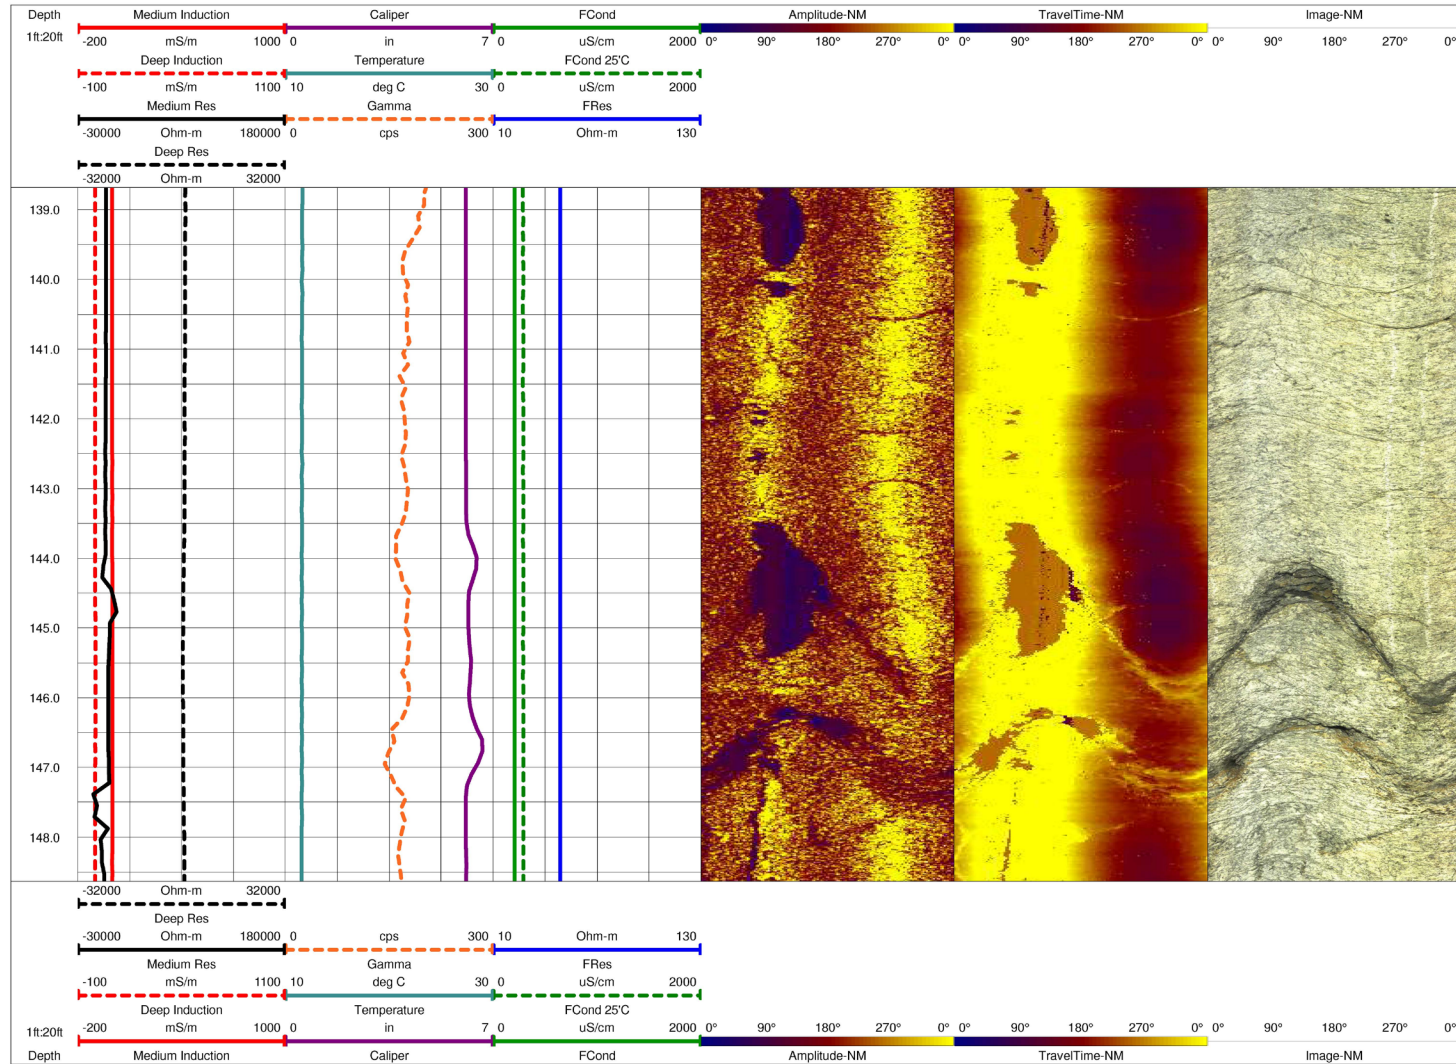 Depth Medium Induction Caliper FCond Amplitude-NM TravelTime-NM Image-NM
1ft:20ft -200 mS/m 1000 0 in 7 0 uS/cm 2000 0° 90° 180° 270° 0° 0° 90° 180° 270° 0° 0° 90° 180° 270° 0°
Deep Induction Temperature FCond 25'C
-100 mS/m 1100 10 deg C 30 0 uS/cm 2000
Medium Res Gamma FRes
-30000 Ohm-m 180000 0 cps 300 10 Ohm-m 130
Deep Res
-32000 Ohm-m 32000
139.0
140.0
141.0
142.0
143.0
144.0
145.0
146.0
147.0
148.0
-32000 Ohm-m 32000
Deep Res
-30000 Ohm-m 180000 0 cps 300 10 Ohm-m 130
Medium Res Gamma FRes
-100 mS/m 1100 10 deg C 30 0 uS/cm 2000
Deep Induction Temperature FCond 25'C
1ft:20ft -200 mS/m 1000 0 in 7 0 uS/cm 2000 0° 90° 180° 270° 0° 0° 90° 180° 270° 0° 0° 90° 180° 270° 0°
Depth Medium Induction Caliper FCond Amplitude-NM TravelTime-NM Image-NM